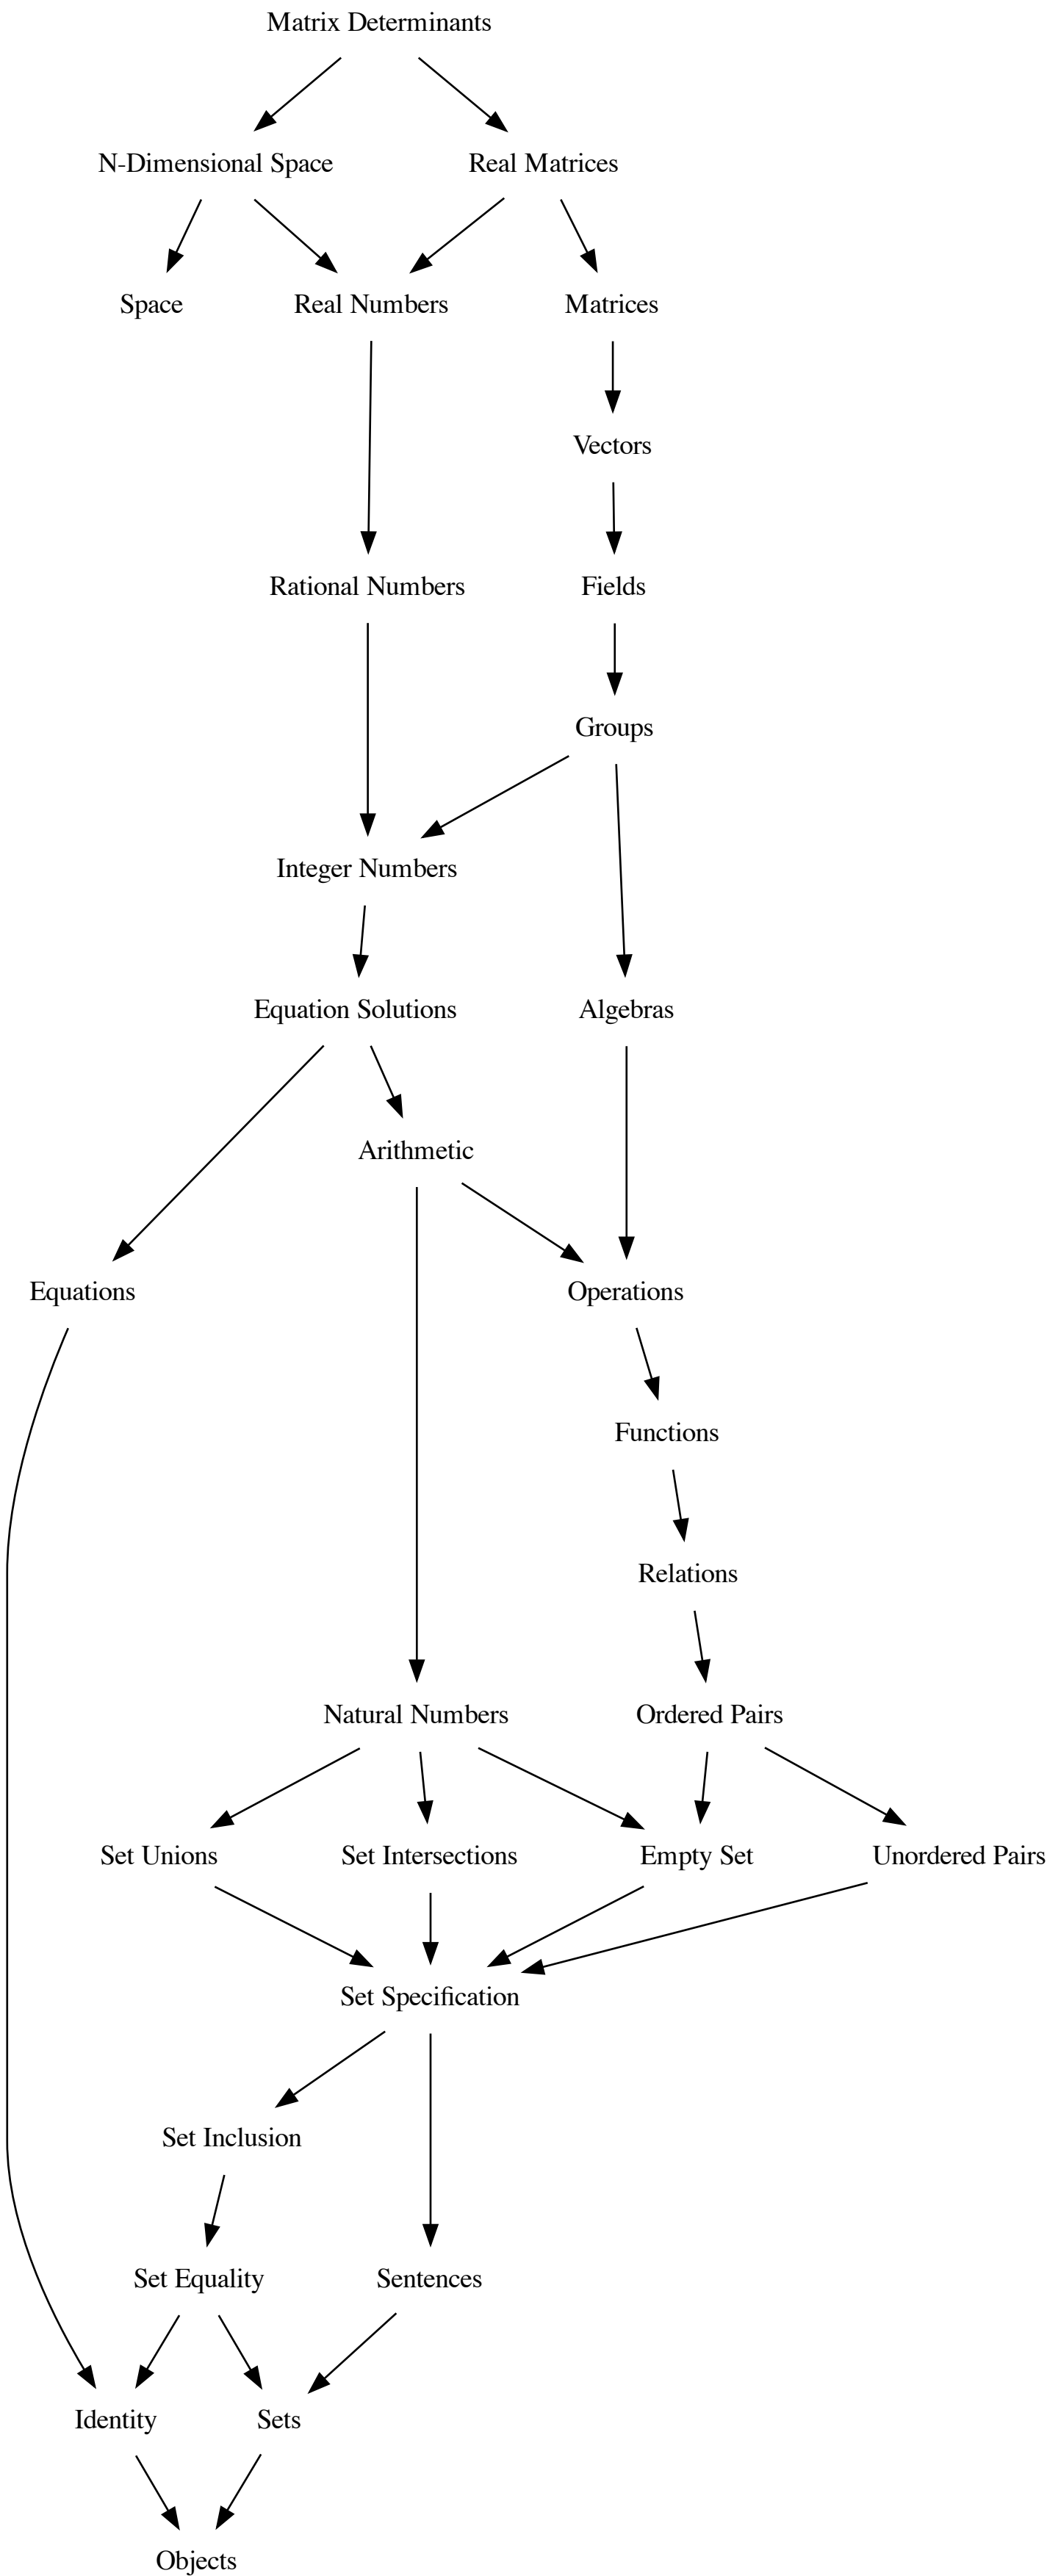 Matrix Determinants
N-Dimensional Space
Real Matrices
Space
Real Numbers
Matrices
Vectors
Rational Numbers
Fields
Groups
Integer Numbers
Equation Solutions
Algebras
Arithmetic
Equations
Operations
Functions
Relations
Natural Numbers
Ordered Pairs
Set Unions
Set Intersections
Empty Set
Unordered Pairs
Set Specification
Set Inclusion
Set Equality
Sentences
Identity
Sets
Objects